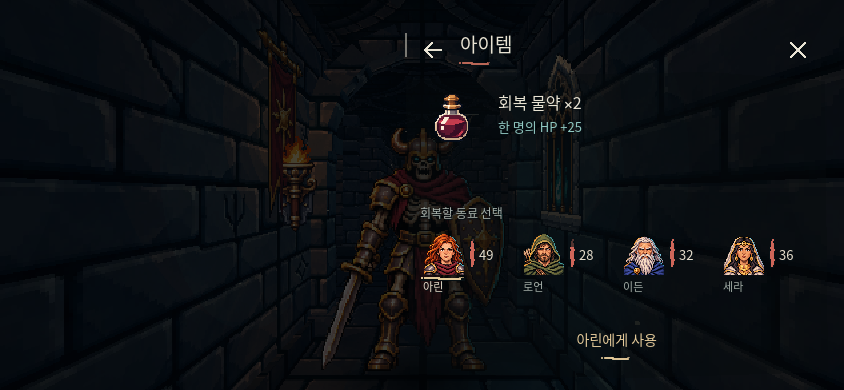 아이템
회복 물약 ×2
한 명의 HP +25
회복할 동료 선택
49
28
32
36
아린
로언
이든
세라
아린에게 사용